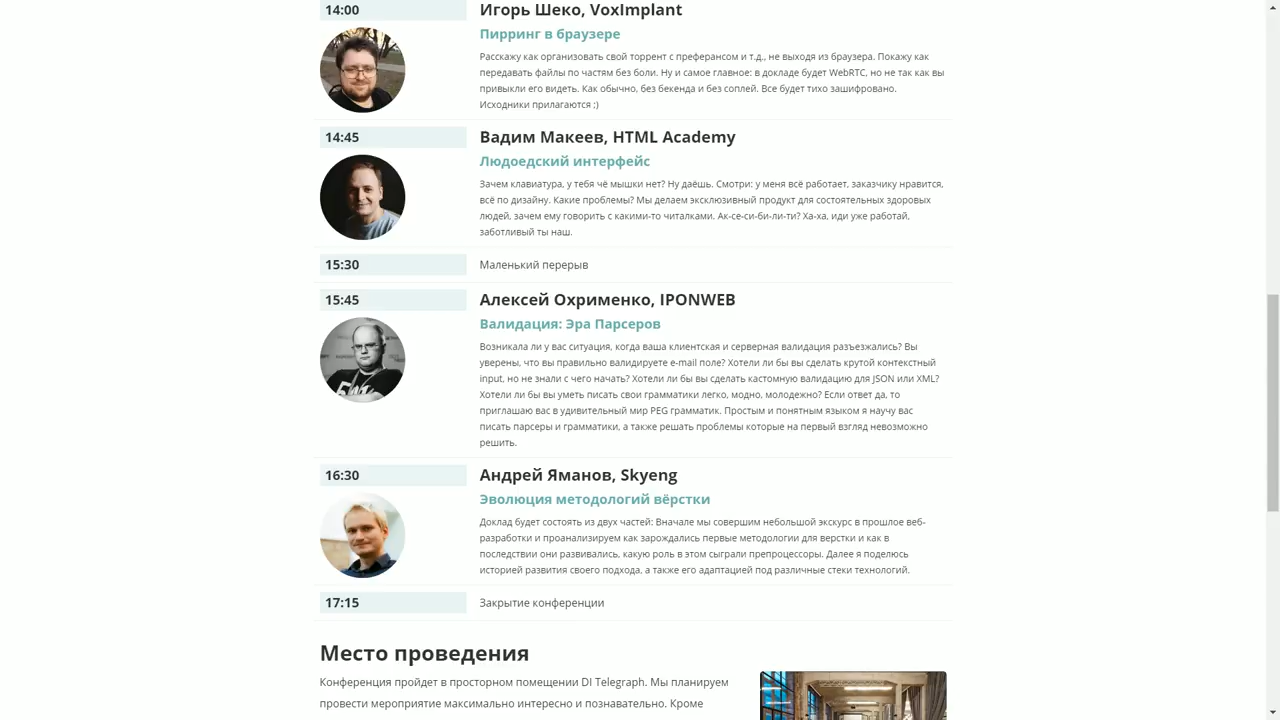 14:00
Игорь Шеко, VoxImplant
Пирринг в браузере
Расскажу как организовать свой торрент с преферансом и т.д., не выходя из браузера. Покажу как
передавать файлы по частям без боли. Ну и самое главное: в докладе будет WebRTC, но не так как вы
привыкли его видеть. Как обычно, без бекенда и без соплей. Все будет тихо зашифровано.
Исходники прилагаются ;)
14:45
Вадим Макеев, HTML Academy
Людоедский интерфейс
Зачем клавиатура, у тебя чё мышки нет? Ну даёшь. Смотри: у меня всё работает, заказчику нравится,
всё по дизайну. Какие проблемы? Мы делаем эксклюзивный продукт для состоятельных здоровых
людей, зачем ему говорить с какими-то читалками. Ак-се-си-би-ли-ти? Ха-ха, иди уже работай,
заботливый ты наш.
15:30
Маленький перерыв
15:45
Алексей Охрименко, IPONWEB
Валидация: Эра Парсеров
Возникала ли у вас ситуация, когда ваша клиентская и серверная валидация разъезжались? Вы
уверены, что вы правильно валидируете e-mail поле? Хотели ли бы вы сделать крутой контекстный
input, но не знали с чего начать? Хотели ли бы вы сделать кастомную валидацию для JSON или XML?
Хотели ли бы вы уметь писать свои грамматики легко, модно, молодежно? Если ответ да, то
приглашаю вас в удивительный мир PEG грамматик. Простым и понятным языком я научу вас
писать парсеры и грамматики, а также решать проблемы которые на первый взгляд невозможно
решить.
16:30
Андрей Яманов, Skyeng
Эволюция методологий вёрстки
Доклад будет состоять из двух частей: Вначале мы совершим небольшой экскурс в прошлое веб-
разработки и проанализируем как зарождались первые методологии для верстки и как в
последствии они развивались, какую роль в этом сыграли препроцессоры. Далее я поделюсь
историей развития своего подхода, а также его адаптацией под различные стеки технологий.
17:15
Закрытие конференции
Место проведения
Конференция пройдет в просторном помещении DI Telegraph. Мы планируем
провести мероприятие максимально интересно и познавательно. Кроме